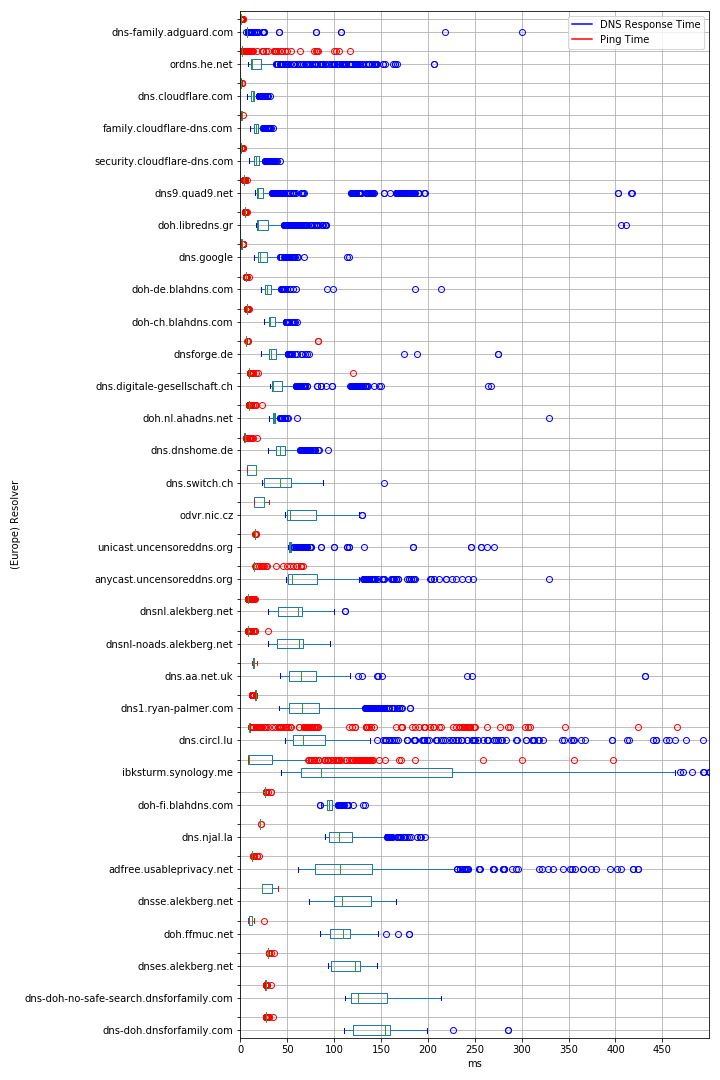 DNS Response Time
Ping Time
dns-family.adguard.com
ordns.he.net
dns.cloudflare.com
family.cloudflare-dns.com
security.cloudflare-dns.com
dns9.quad9.net
doh.libredns.gr
dns.google
doh-de.blahdns.com
doh-ch.blahdns.com
dnsforge.de
dns.digitale-gesellschaft.ch
doh.nl.ahadns.net
dns.dnshome.de
dns.switch.ch
odvr.nic.cz
unicast.uncensoreddns.org
anycast.uncensoreddns.org
dnsnl.alekberg.net
dnsnl-noads.alekberg.net
dns.aa.net.uk
dns1.ryan-palmer.com
dns.circl.lu
ibksturm.synology.me
doh-fi.blahdns.com
dns.njal.la
adfree.usableprivacy.net
dnsse.alekberg.net
doh.ffmuc.net
dnses.alekberg.net
dns-doh-no-safe-search.dnsforfamily.com
dns-doh.dnsforfamily.com
(Europe) Resolver
0 50 100 150 200 250 300 350 400 450
ms